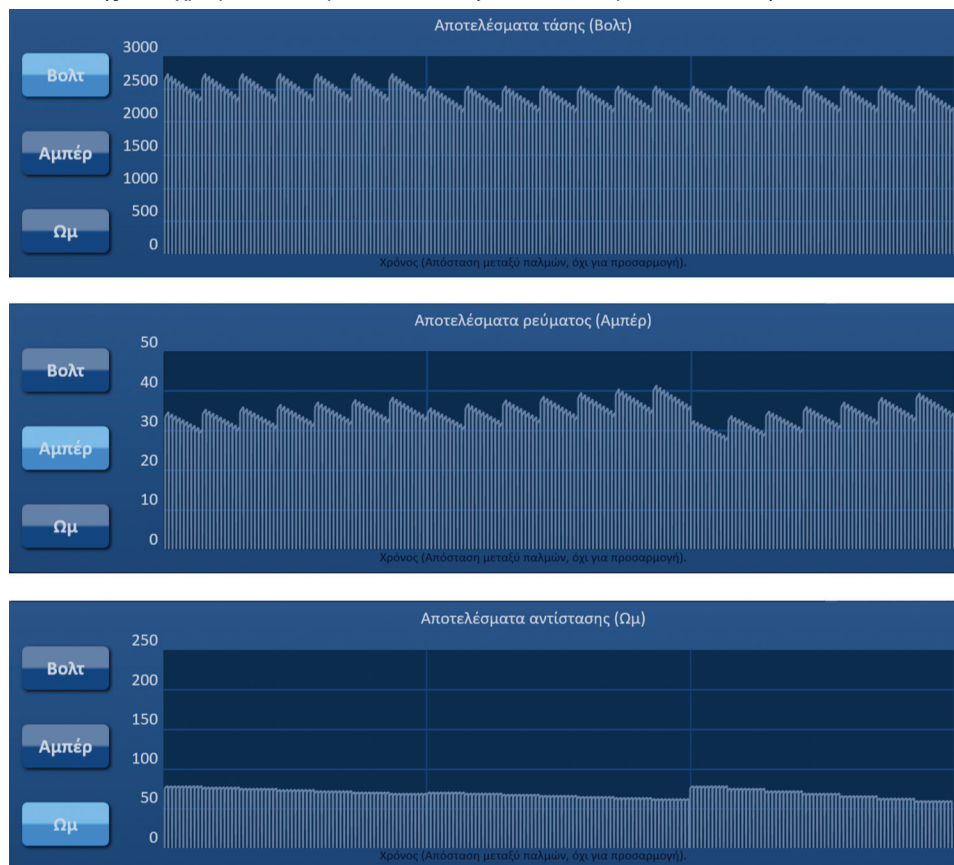 Αποτελέσματα τάσης (Βολτ)
3000
2500
2000
1500
1000
500
0
Βολτ
Αμπέρ
Ωμ
Χρόνος (Απόσταση μεταξύ παλμών, όχι για προσαρμογή).
Αποτελέσματα ρεύματος (Αμπέρ)
50
40
30
20
10
0
Βολτ
Αμπέρ
Ωμ
Χρόνος (Απόσταση μεταξύ παλμών, όχι για προσαρμογή).
Αποτελέσματα αντίστασης (Ωμ)
250
200
150
100
50
0
Βολτ
Αμπέρ
Ωμ
Χρόνος (Απόσταση μεταξύ παλμών, όχι για προσαρμογή).